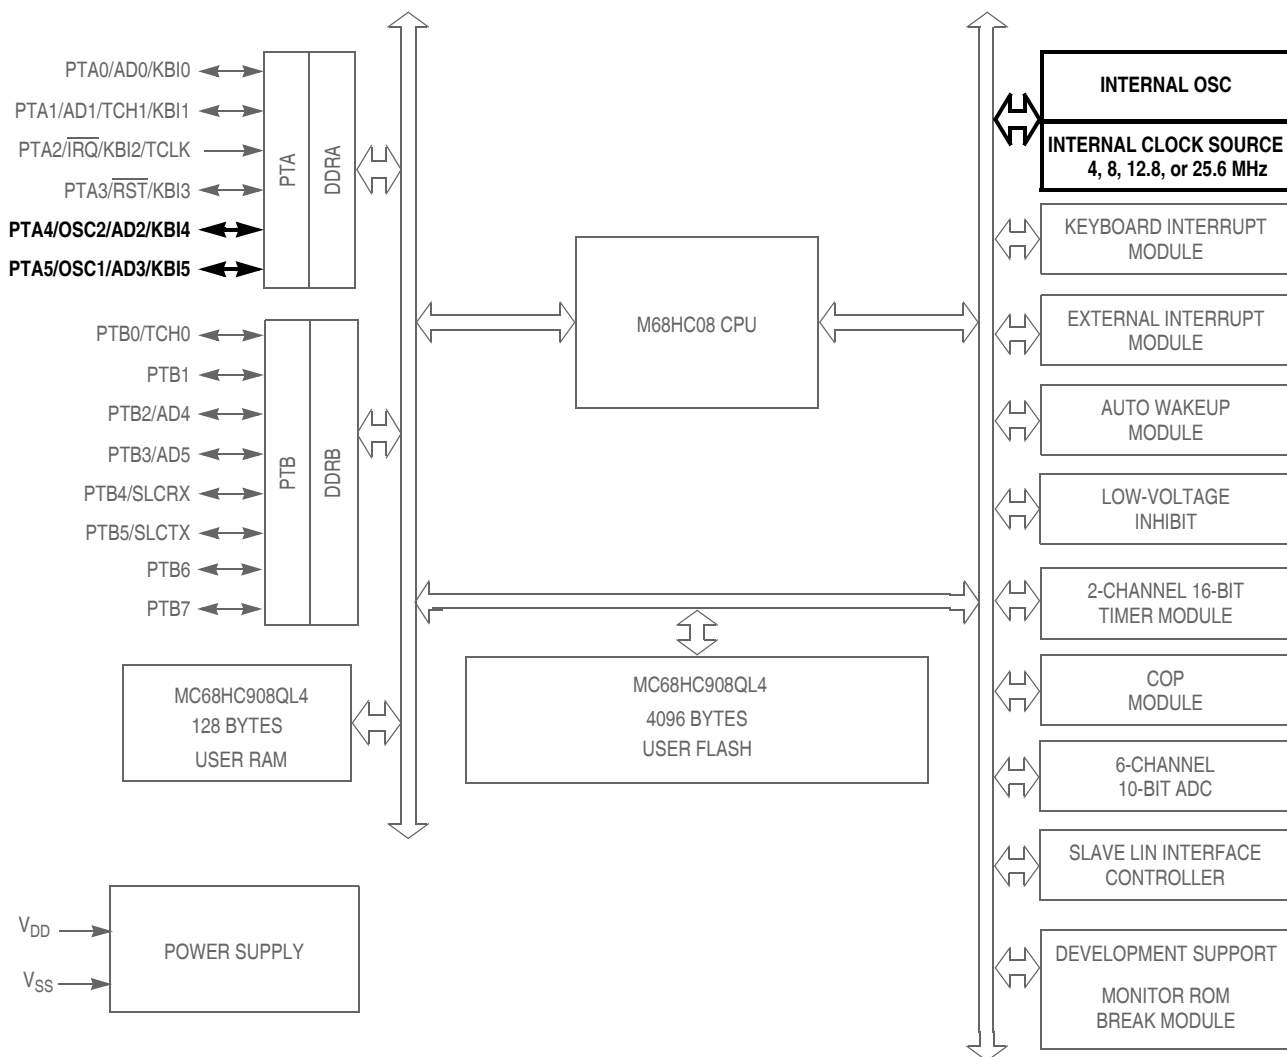 PTA0/AD0/KBI0
PTA1/AD1/TCH1/KBI1
PTA2/IRQ/KBI2/TCLK
PTA3/RST/KBI3
PTA4/OSC2/AD2/KBI4
PTA5/OSC1/AD3/KBI5
PTA
DDRA
PTB0/TCH0
PTB1
PTB2/AD4
PTB3/AD5
PTB4/SLCRX
PTB5/SLCTX
PTB6
PTB7
PTB
DDRB
MC68HC908QL4
128 BYTES
USER RAM
VDD
VSS
POWER SUPPLY
M68HC08 CPU
MC68HC908QL4
4096 BYTES
USER FLASH
INTERNAL OSC
INTERNAL CLOCK SOURCE
4, 8, 12.8, or 25.6 MHz
KEYBOARD INTERRUPT
MODULE
EXTERNAL INTERRUPT
MODULE
AUTO WAKEUP
MODULE
LOW-VOLTAGE
INHIBIT
2-CHANNEL 16-BIT
TIMER MODULE
COP
MODULE
6-CHANNEL
10-BIT ADC
SLAVE LIN INTERFACE
CONTROLLER
DEVELOPMENT SUPPORT
MONITOR ROM
BREAK MODULE